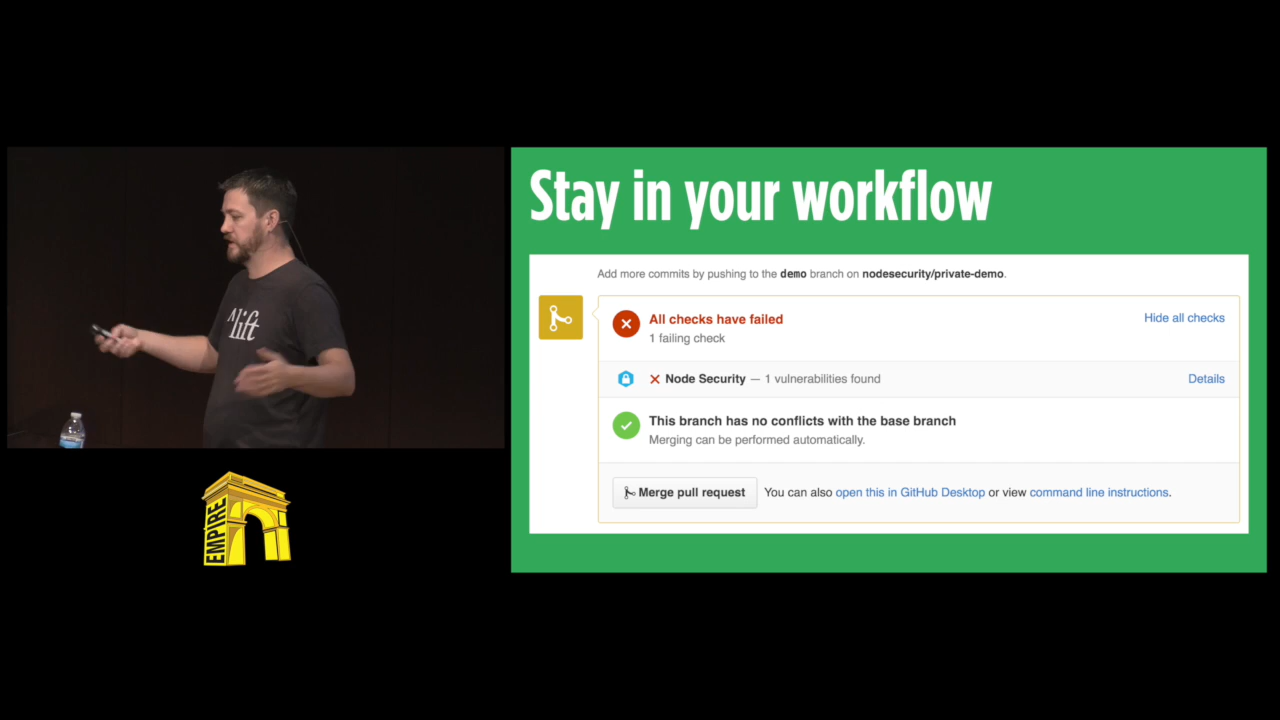 Stay in your workflow
Add more commits by pushing to the demo branch on nodesecurity/private-demo.
All checks have failed
Hide all checks
1 failing check
Node Security — 1 vulnerabilities found
Details
This branch has no conflicts with the base branch
Merging can be performed automatically.
Merge pull request You can also open this in GitHub Desktop or view command line instructions.
^lift
EMPIRE